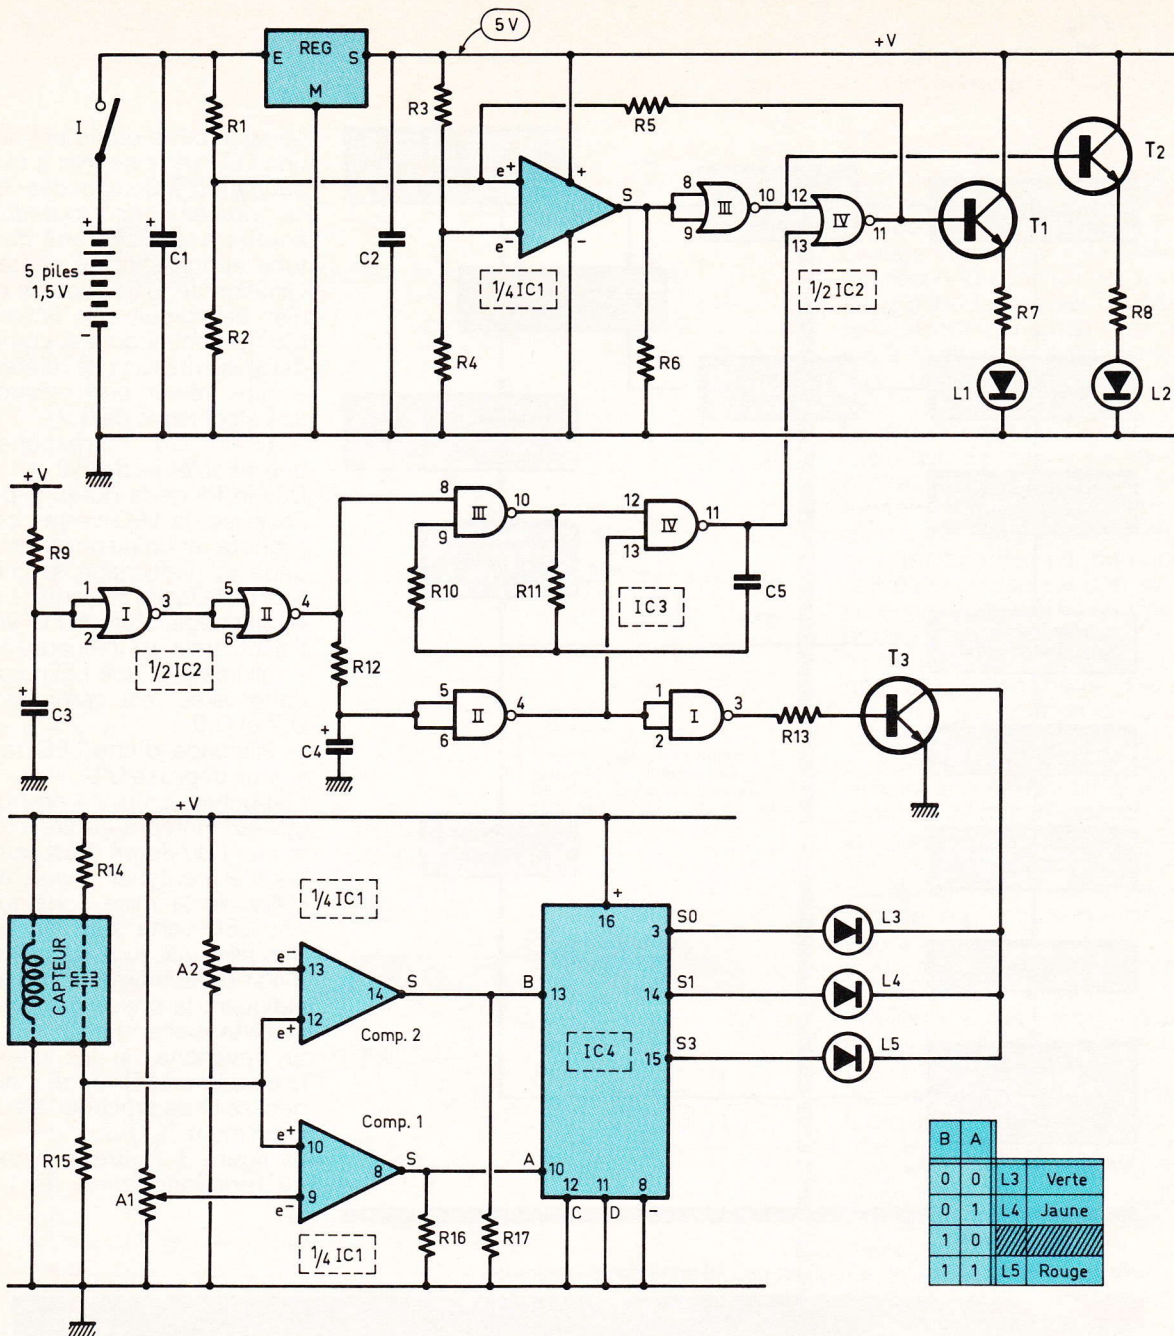 5 V
+V
E REG S
M
I
R1
R3
R5
T2
e+
+
S
8
9
III
10
12
13
IV
11
T1
e−
−
+
5 piles
1,5 V
−
C1
C2
1/4 IC1
1/2 IC2
R2
R4
R6
R7
R8
L1
L2
+V
R9
8
9
III
10
12
13
IV
11
R10
R11
IC3
C5
1
2
I
3
5
6
II
4
1/2 IC2
R12
T3
+
C3
+
C4
5
6
II
4
1
2
I
3
R13
+V
R14
1/4 IC1
+
16
CAPTEUR
A2
e−
13
14
S
12
e+
Comp. 2
B
13
IC4
3
S0
L3
14
S1
L4
15
S3
L5
Comp. 1
e+
10
8
S
9
e−
A
10
12
11
8
C
D
−
R15
A1
R16
R17
1/4 IC1
B A
0 0 L3 Verte
0 1 L4 Jaune
1 0
1 1 L5 Rouge